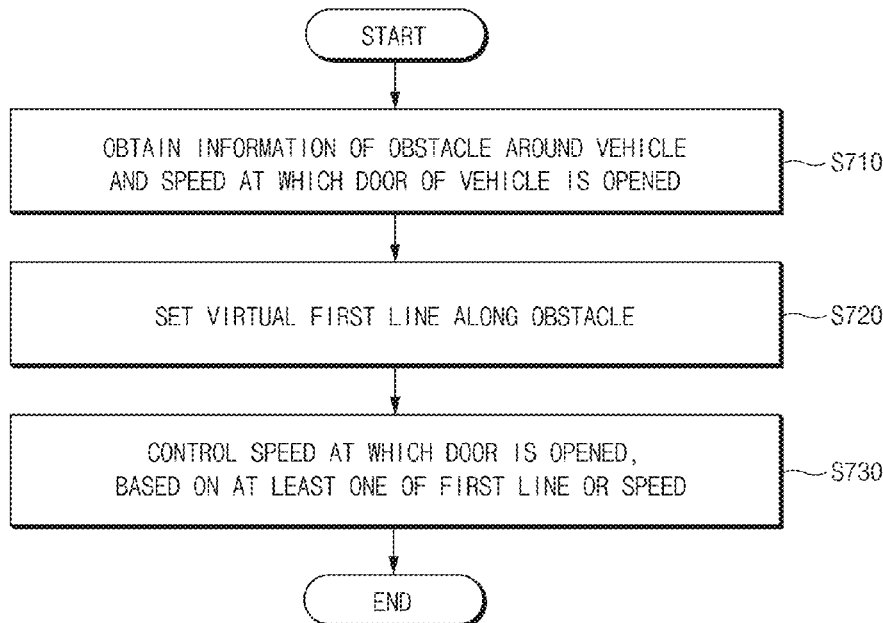 START
OBTAIN INFORMATION OF OBSTACLE AROUND VEHICLE
AND SPEED AT WHICH DOOR OF VEHICLE IS OPENED
S710
SET VIRTUAL FIRST LINE ALONG OBSTACLE
S720
CONTROL SPEED AT WHICH DOOR IS OPENED,
BASED ON AT LEAST ONE OF FIRST LINE OR SPEED
S730
END